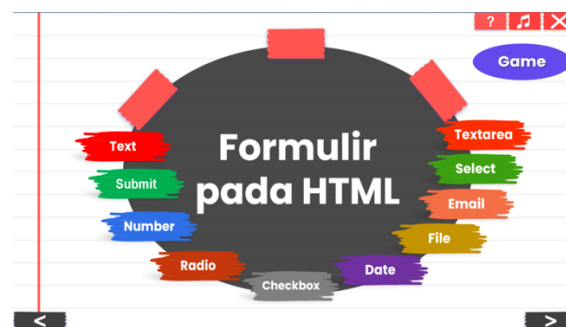 ?
Game
Formulir
pada HTML
Text
Submit
Number
Radio
Checkbox
Date
File
Email
Select
Textarea
<
>